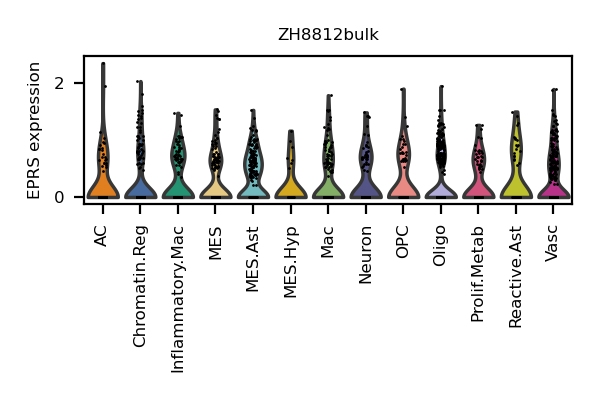 ZH8812bulk
EPRS expression
2
0
AC
Chromatin.Reg
Inflammatory.Mac
MES
MES.Ast
MES.Hyp
Mac
Neuron
OPC
Oligo
Prolif.Metab
Reactive.Ast
Vasc